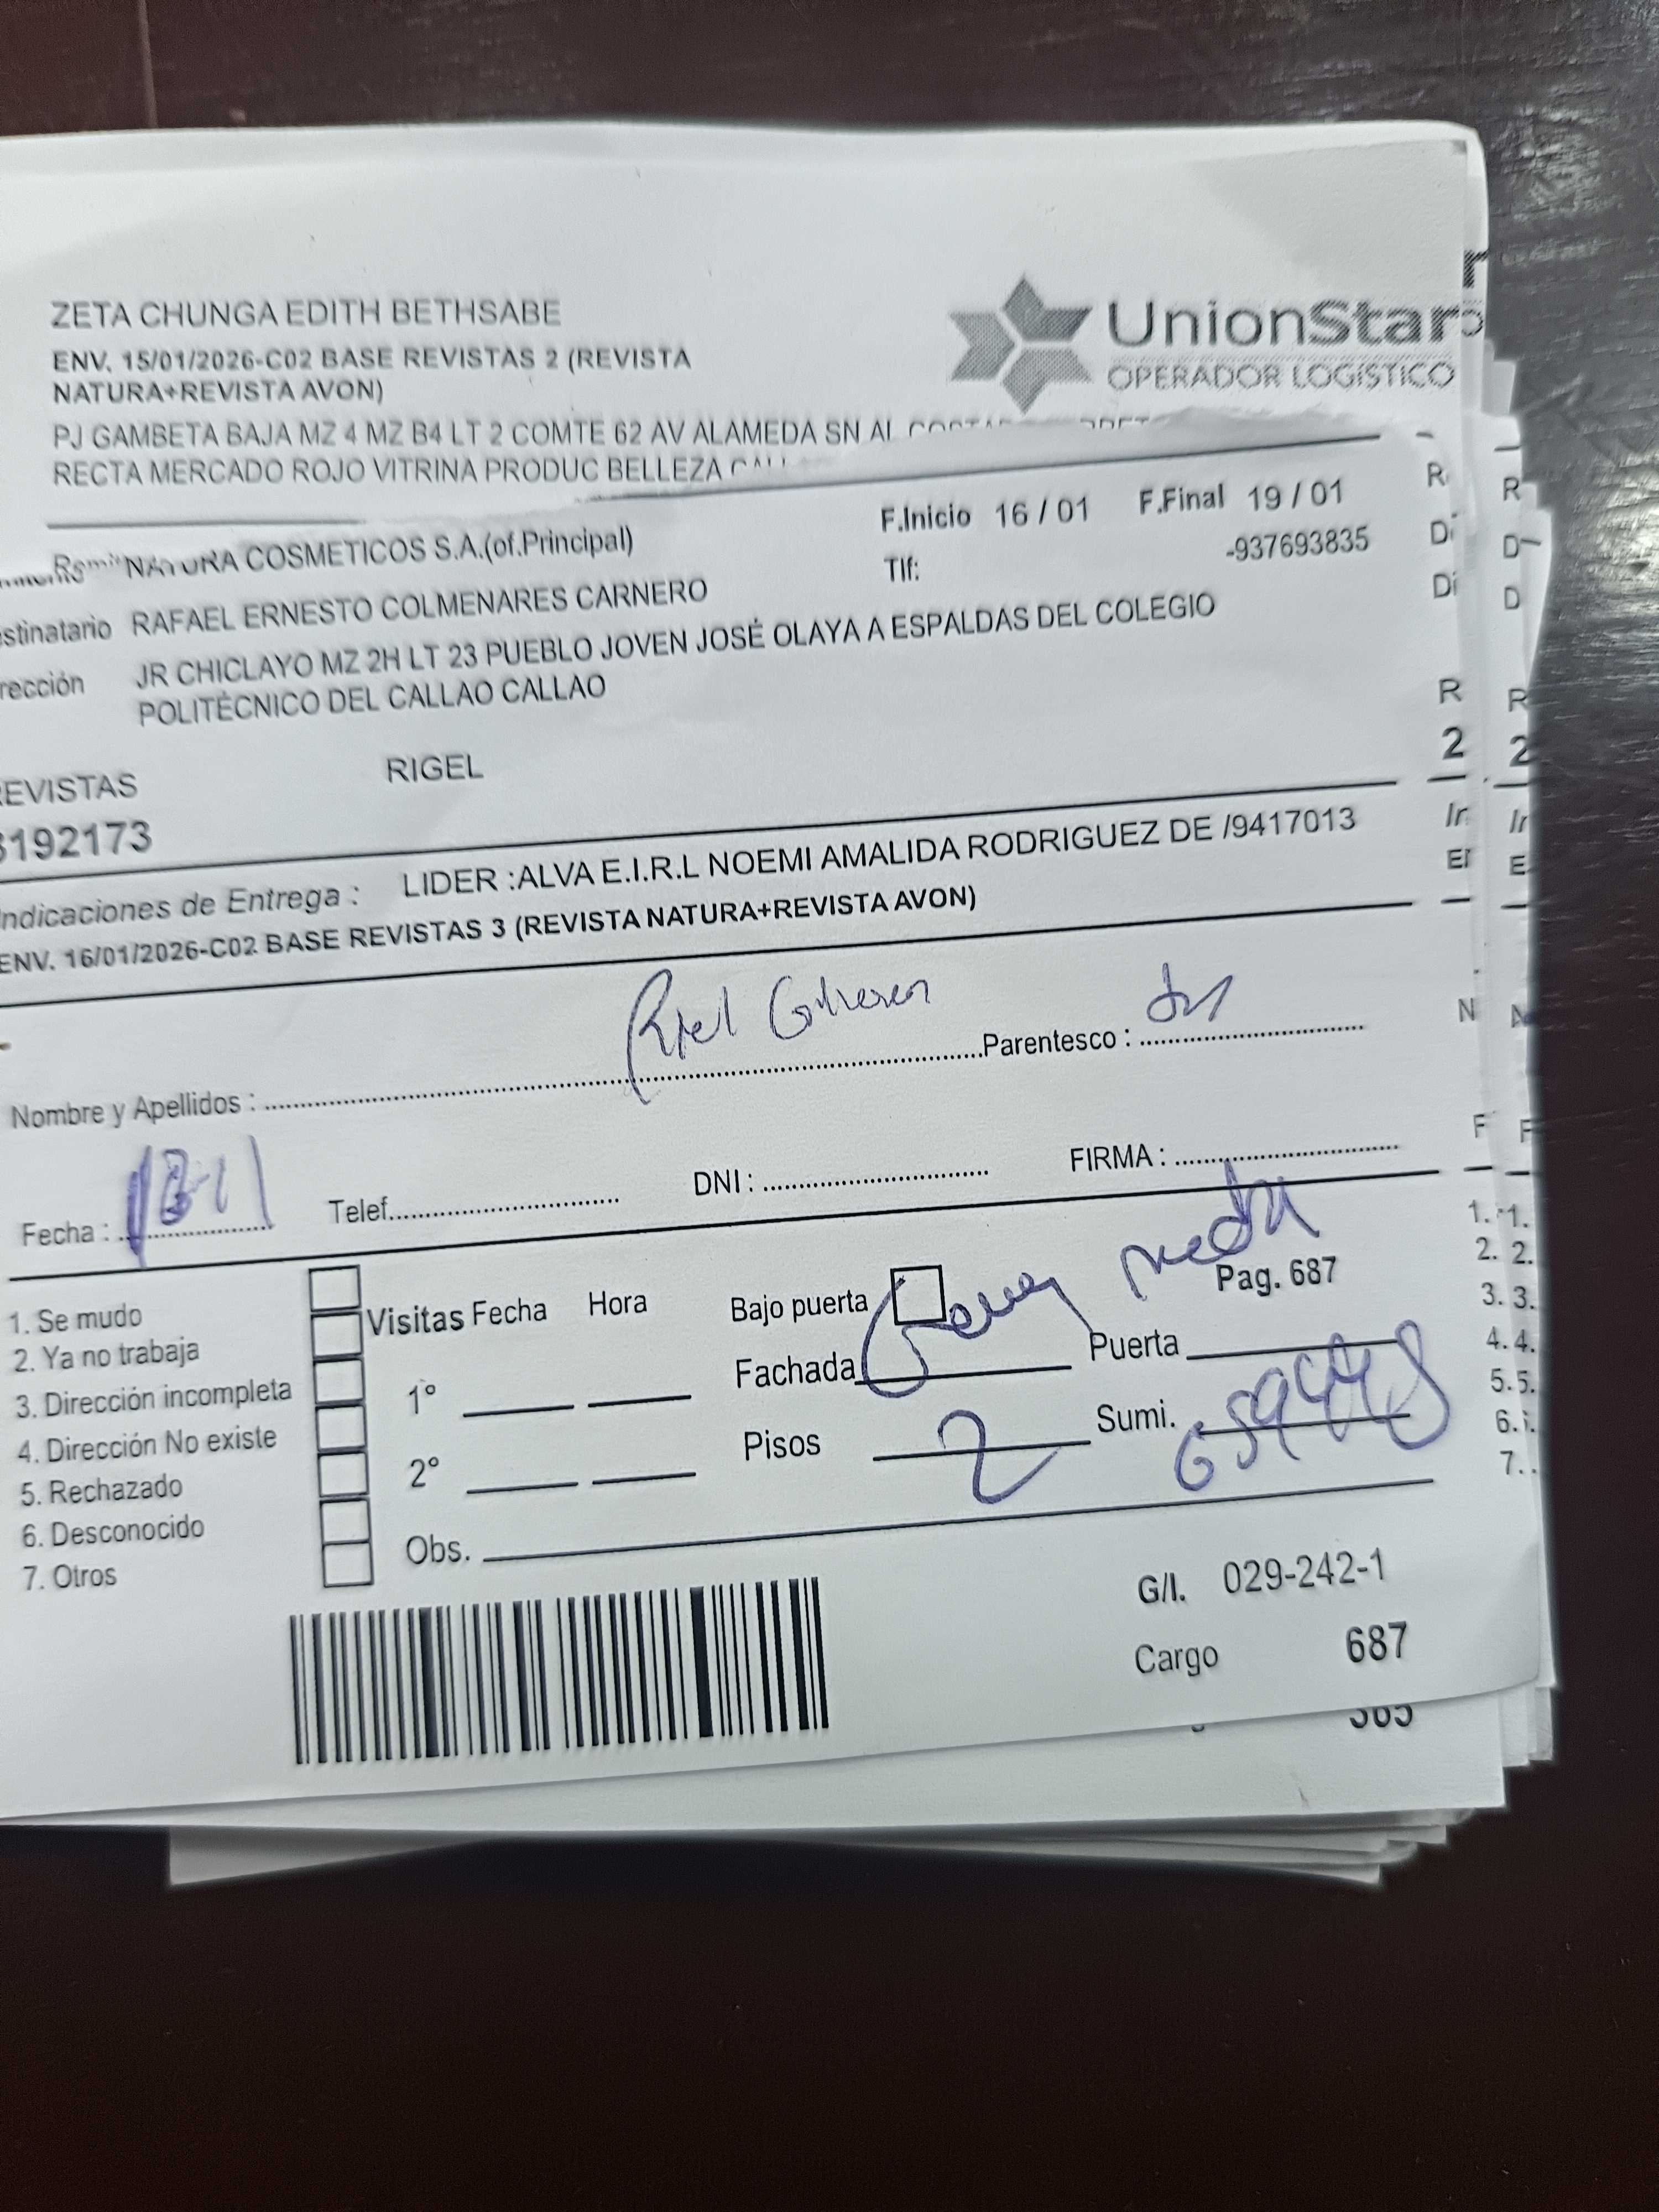 ZETA CHUNGA EDITH BETHSABE
ENV. 15/01/2026-C02 BASE REVISTAS 2 (REVISTA
NATURA+REVISTA AVON)
UnionStar
OPERADOR LOGÍSTICO
PJ GAMBETA BAJA MZ 4 MZ B4 LT 2 COMTE 62 AV ALAMEDA SN AL
RECTA MERCADO ROJO VITRINA PRODUC BELLEZA
F.Inicio 16 / 01 F.Final 19 / 01
NATURA COSMETICOS S.A.(of.Principal)
Tlf: -937693835
stinatario RAFAEL ERNESTO COLMENARES CARNERO
rección JR CHICLAYO MZ 2H LT 23 PUEBLO JOVEN JOSÉ OLAYA A ESPALDAS DEL COLEGIO
POLITÉCNICO DEL CALLAO CALLAO
EVISTAS RIGEL
192173
Indicaciones de Entrega : LIDER :ALVA E.I.R.L NOEMI AMALIDA RODRIGUEZ DE /9417013
ENV. 16/01/2026-C02 BASE REVISTAS 3 (REVISTA NATURA+REVISTA AVON)
Nombre y Apellidos : Parentesco :
Fecha : Telef. DNI : FIRMA :
1. Se mudo
2. Ya no trabaja
3. Dirección incompleta
4. Dirección No existe
5. Rechazado
6. Desconocido
7. Otros
Visitas Fecha Hora
1°
2°
Obs.
Bajo puerta Pag. 687
Fachada Puerta
Pisos 2 Sumi.
G/I. 029-242-1
Cargo 687
365